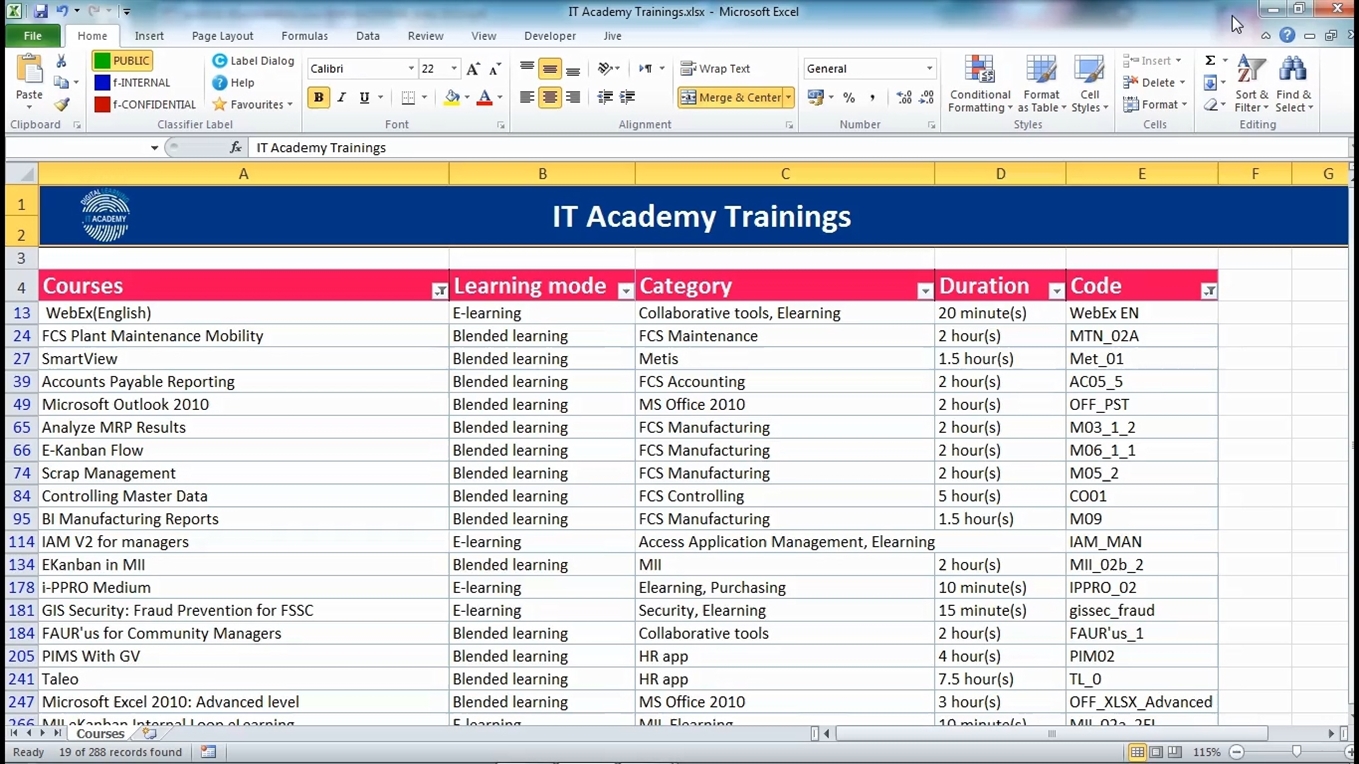 IT Academy Trainings.xlsx - Microsoft Excel
File Home Insert Page Layout Formulas Data Review View Developer Jive
Paste
Clipboard
PUBLIC
f-INTERNAL
f-CONFIDENTIAL
Label Dialog
Help
Favourites
Classifier Label
Calibri 22
B I U
A A
A
Font
Wrap Text
Merge & Center
Alignment
General
% ,
Number
Conditional Formatting
Format as Table
Cell Styles
Styles
Insert
Delete
Format
Cells
Σ
Sort & Filter
Find & Select
Editing
fx IT Academy Trainings
A B C D E F G
1
2
DIGITAL LEARNING
IT ACADEMY
IT Academy Trainings
3
4 Courses Learning mode Category Duration Code
13 WebEx(English) E-learning Collaborative tools, Elearning 20 minute(s) WebEx EN
24 FCS Plant Maintenance Mobility Blended learning FCS Maintenance 2 hour(s) MTN_02A
27 SmartView Blended learning Metis 1.5 hour(s) Met_01
39 Accounts Payable Reporting Blended learning FCS Accounting 2 hour(s) AC05_5
49 Microsoft Outlook 2010 Blended learning MS Office 2010 2 hour(s) OFF_PST
65 Analyze MRP Results Blended learning FCS Manufacturing 2 hour(s) M03_1_2
66 E-Kanban Flow Blended learning FCS Manufacturing 2 hour(s) M06_1_1
74 Scrap Management Blended learning FCS Manufacturing 2 hour(s) M05_2
84 Controlling Master Data Blended learning FCS Controlling 5 hour(s) CO01
95 BI Manufacturing Reports Blended learning FCS Manufacturing 1.5 hour(s) M09
114 IAM V2 for managers E-learning Access Application Management, Elearning IAM_MAN
134 EKanban in MII Blended learning MII 2 hour(s) MII_02b_2
178 i-PPRO Medium E-learning Elearning, Purchasing 10 minute(s) IPPRO_02
181 GIS Security: Fraud Prevention for FSSC E-learning Security, Elearning 15 minute(s) gissec_fraud
184 FAUR'us for Community Managers Blended learning Collaborative tools 2 hour(s) FAUR'us_1
205 PIMS With GV Blended learning HR app 4 hour(s) PIM02
241 Taleo Blended learning HR app 7.5 hour(s) TL_0
247 Microsoft Excel 2010: Advanced level Blended learning MS Office 2010 3 hour(s) OFF_XLSX_Advanced
266 MII eKanban Internal Loop eLearning E-learning MII, Elearning 10 minute(s)
Courses
Ready 19 of 288 records found 115%